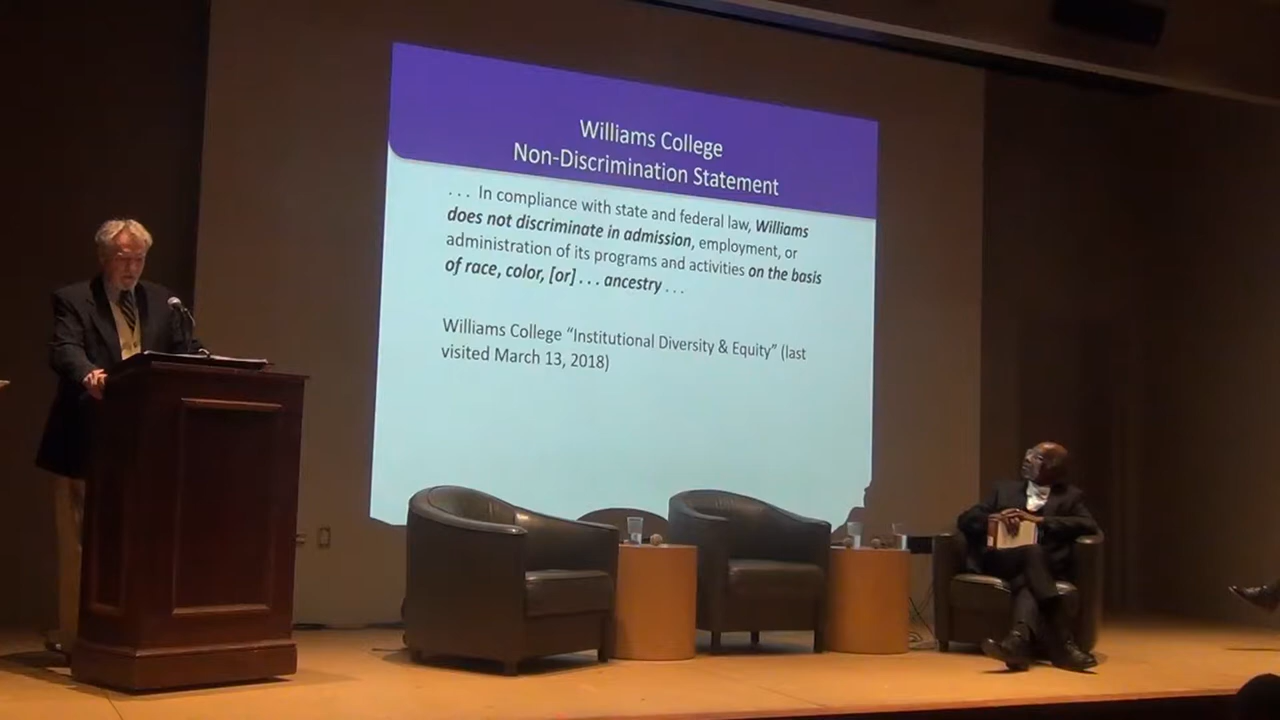 Williams College
Non-Discrimination Statement
. . . In compliance with state and federal law, Williams
does not discriminate in admission, employment, or
administration of its programs and activities on the basis
of race, color, [or] . . . ancestry . . .
Williams College “Institutional Diversity & Equity” (last
visited March 13, 2018)